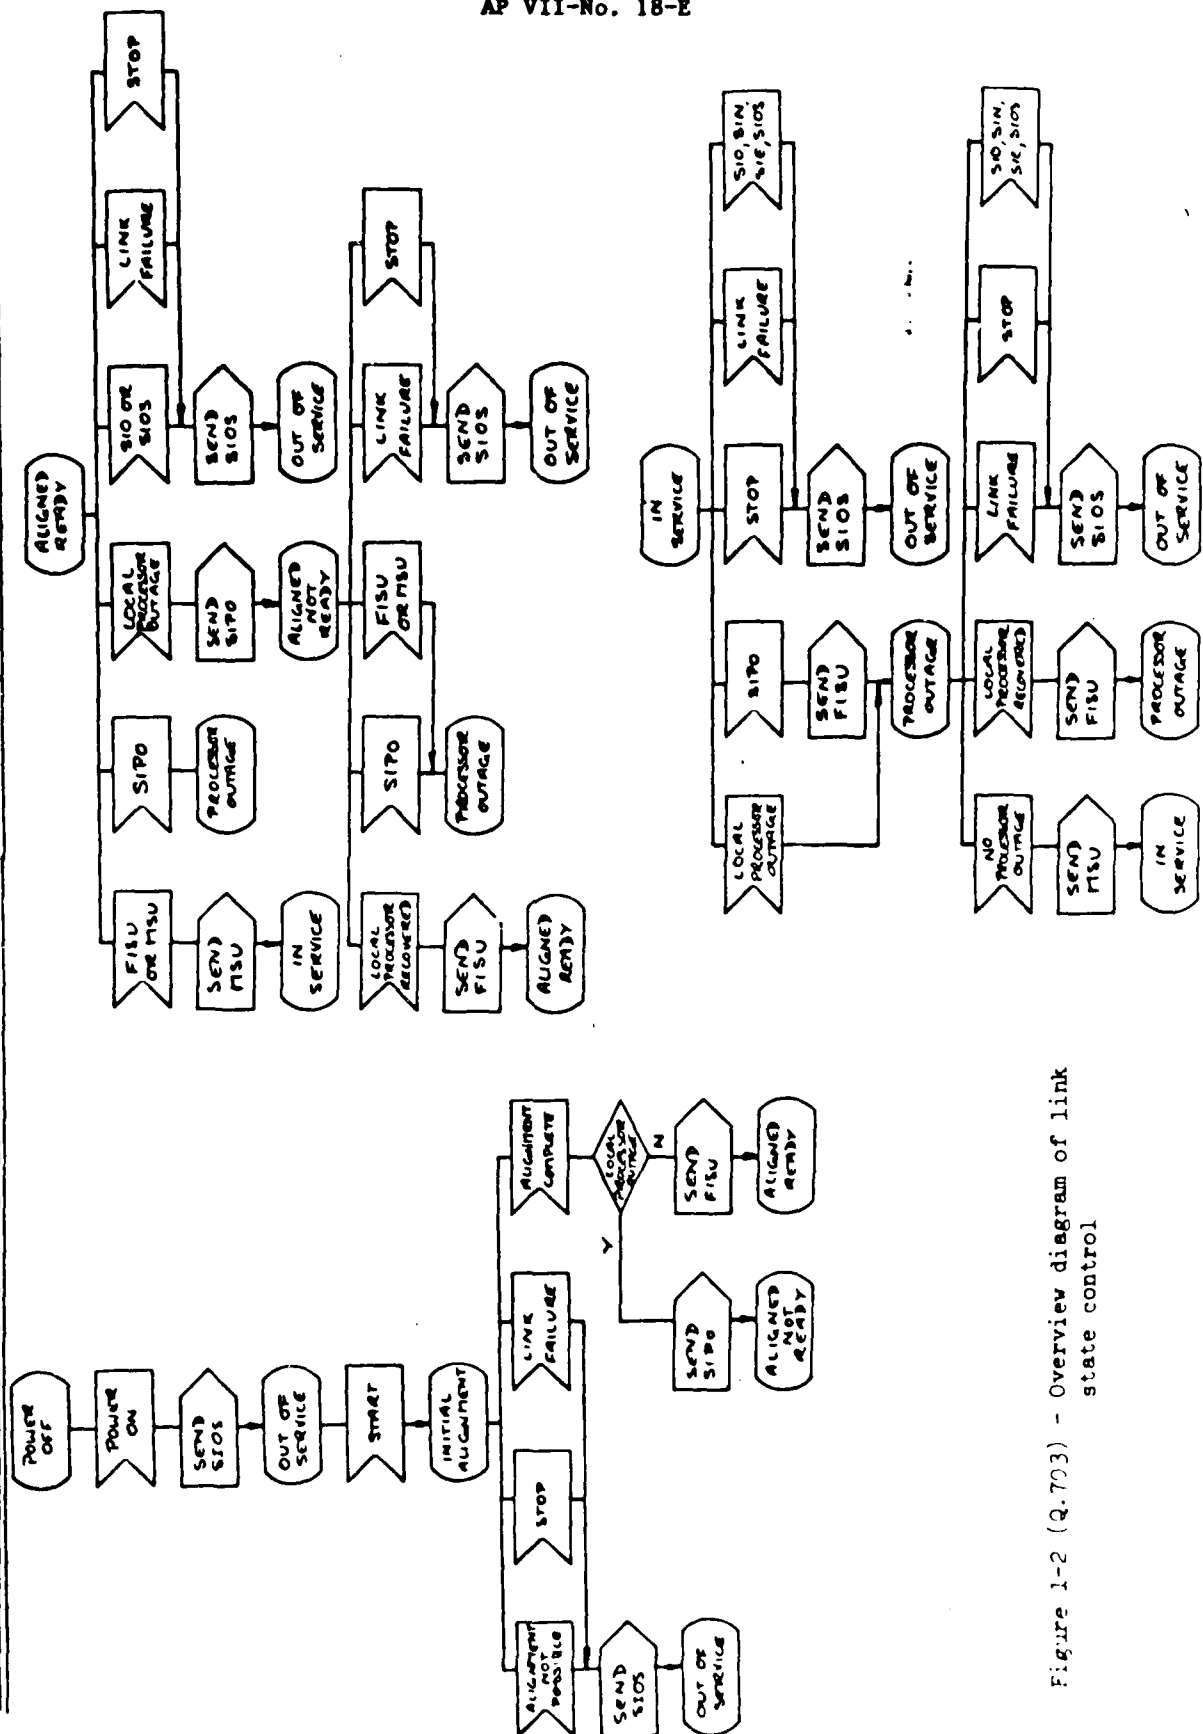 AP VII-No. 18-E
POWER
OFF
POWER
ON
SEND
SIOS
OUT OF
SERVICE
START
INITIAL
ALIGNMENT
ALIGNMENT
NOT
POSSIBLE
STOP
LINK
FAILURE
ALIGNMENT
COMPLETE
SEND
SIOS
OUT OF
SERVICE
LOCAL
PROCESSOR
OUTAGE
Y
N
SEND
SIPO
SEND
FISU
ALIGNED
NOT
READY
ALIGNED
READY
ALIGNED
READY
FISU
OR MSU
SIPO
LOCAL
PROCESSOR
OUTAGE
SIO OR
SIOS
LINK
FAILURE
STOP
SEND
MSU
PROCESSOR
OUTAGE
SEND
SIPO
SEND
SIOS
IN
SERVICE
ALIGNED
NOT
READY
OUT OF
SERVICE
LOCAL
PROCESSOR
RECOVERED
SIPO
FISU
OR MSU
LINK
FAILURE
STOP
SEND
FISU
PROCESSOR
OUTAGE
SEND
SIOS
ALIGNED
READY
OUT OF
SERVICE
IN
SERVICE
LOCAL
PROCESSOR
OUTAGE
SIPO
STOP
LINK
FAILURE
SIO, SIN,
SIE, SIOS
SEND
FISU
SEND
SIOS
PROCESSOR
OUTAGE
OUT OF
SERVICE
NO
PROCESSOR
OUTAGE
LOCAL
PROCESSOR
RECOVERED
LINK
FAILURE
STOP
SIO, SIN,
SIE, SIOS
SEND
MSU
SEND
FISU
SEND
SIOS
IN
SERVICE
PROCESSOR
OUTAGE
OUT OF
SERVICE
Figure 1-2 (Q.703) - Overview diagram of link
state control